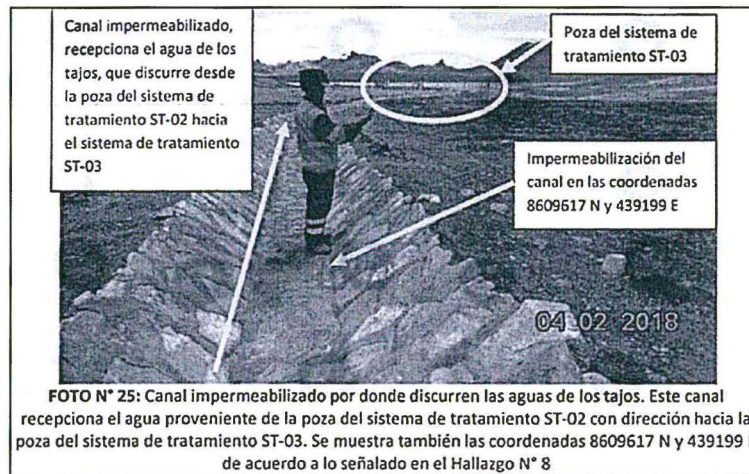 Canal impermeabilizado,
recepciona el agua de los
tajos, que discurre desde
la poza del sistema de
tratamiento ST-02 hacia
el sistema de tratamiento
ST-03
Poza del sistema de
tratamiento ST-03
Impermeabilización del
canal en las coordenadas
8609617 N y 439199 E
04 02 2018
FOTO N° 25: Canal impermeabilizado por donde discurren las aguas de los tajos. Este canal
recepciona el agua proveniente de la poza del sistema de tratamiento ST-02 con dirección hacia la
poza del sistema de tratamiento ST-03. Se muestra también las coordenadas 8609617 N y 439199 E
de acuerdo a lo señalado en el Hallazgo N° 8